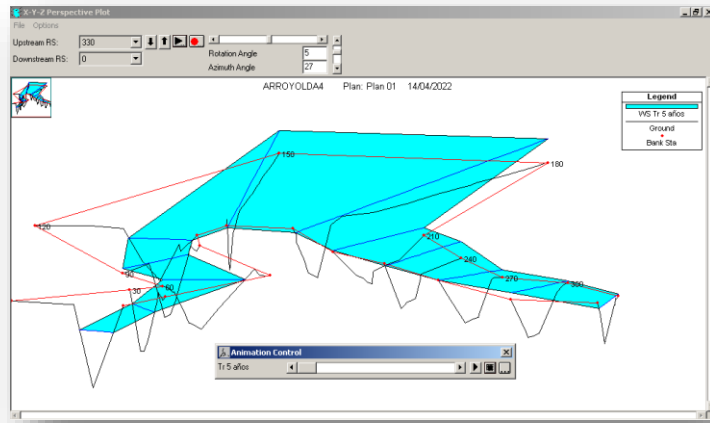 X-Y-Z Perspective Plot
File Options
Upstream RS: 330
Downstream RS: 0
Rotation Angle 5
Azimuth Angle 27
ARROYOLDA4 Plan: Plan 01 14/04/2022
Legend
WS Tr 5 años
Ground
Bank Sta
150
180
120
210
240
90
270
60
300
30
Animation Control
Tr 5 años